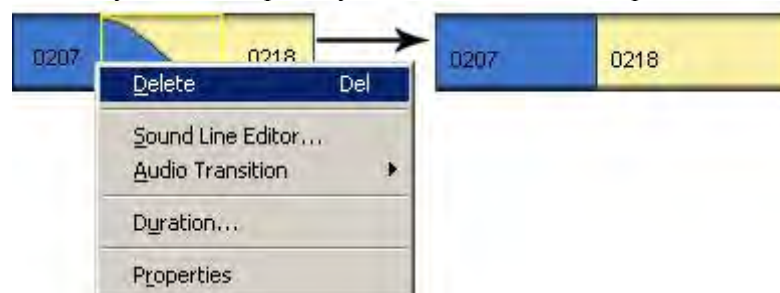 0207 0218 0207 0218
Delete Del
Sound Line Editor...
Audio Transition
Duration...
Properties